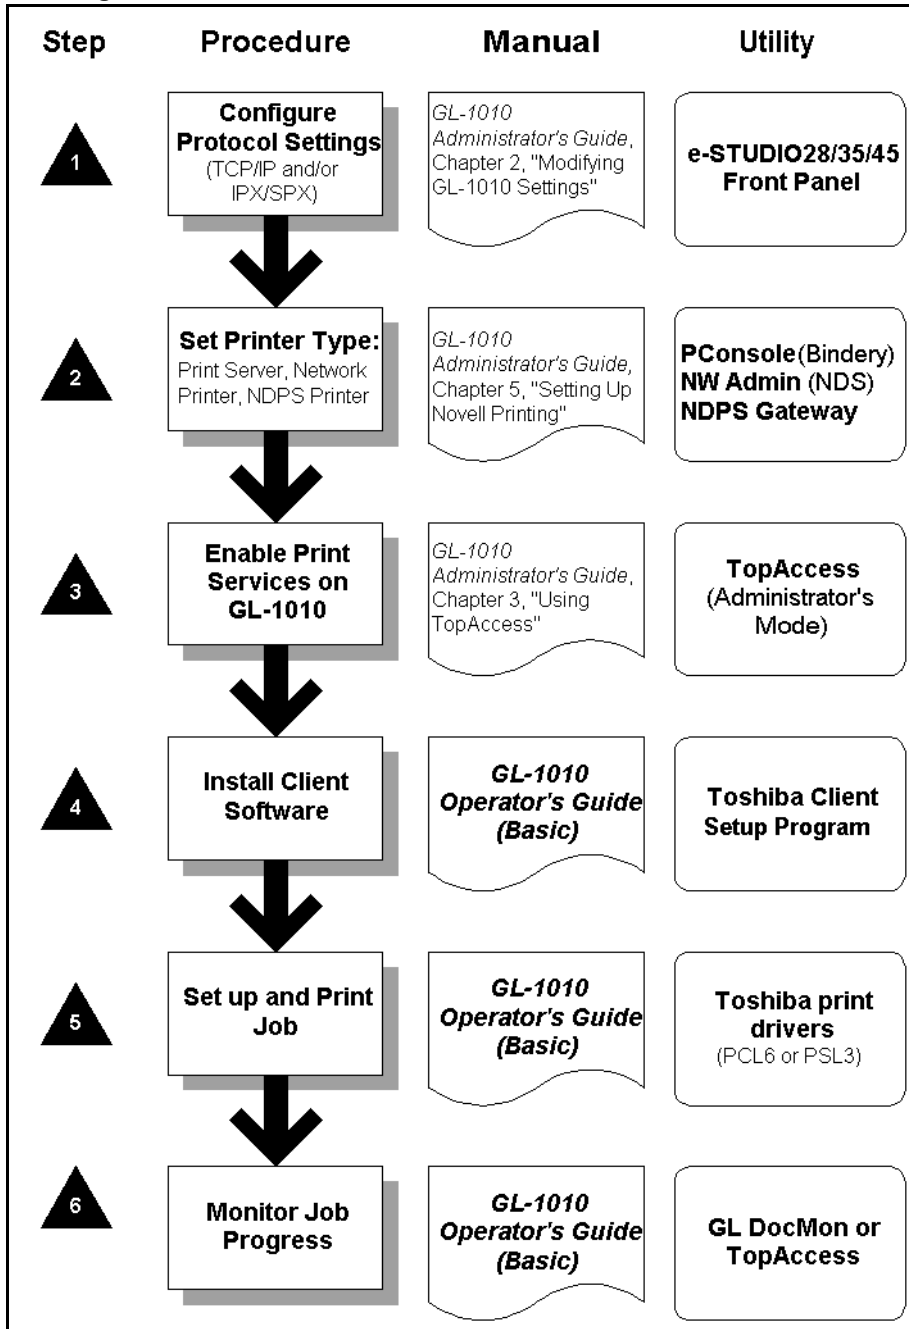 Step Procedure Manual Utility
1
Configure
Protocol Settings
(TCP/IP and/or
IPX/SPX)
GL-1010
Administrator's Guide,
Chapter 2, "Modifying
GL-1010 Settings"
e-STUDIO28/35/45
Front Panel
2
Set Printer Type:
Print Server, Network
Printer, NDPS Printer
GL-1010
Administrator's Guide,
Chapter 5, "Setting Up
Novell Printing"
PConsole(Bindery)
NW Admin (NDS)
NDPS Gateway
3
Enable Print
Services on
GL-1010
GL-1010
Administrator's Guide,
Chapter 3, "Using
TopAccess"
TopAccess
(Administrator's
Mode)
4
Install Client
Software
GL-1010
Operator's Guide
(Basic)
Toshiba Client
Setup Program
5
Set up and Print
Job
GL-1010
Operator's Guide
(Basic)
Toshiba print
drivers
(PCL6 or PSL3)
6
Monitor Job
Progress
GL-1010
Operator's Guide
(Basic)
GL DocMon or
TopAccess